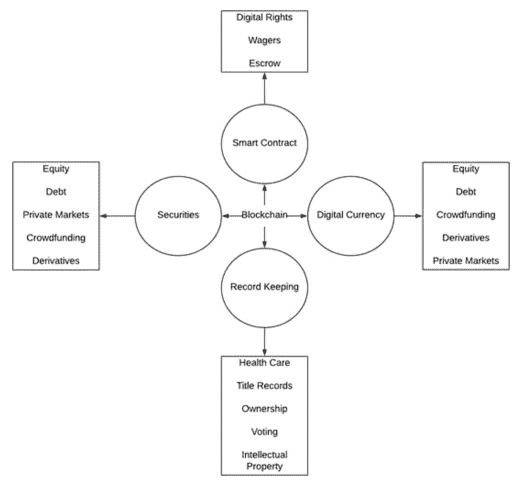 Digital Rights
Wagers
Escrow
Smart Contract
Equity
Debt
Private Markets
Crowdfunding
Derivatives
Securities
Blockchain
Digital Currency
Equity
Debt
Crowdfunding
Derivatives
Private Markets
Record Keeping
Health Care
Title Records
Ownership
Voting
Intellectual
Property